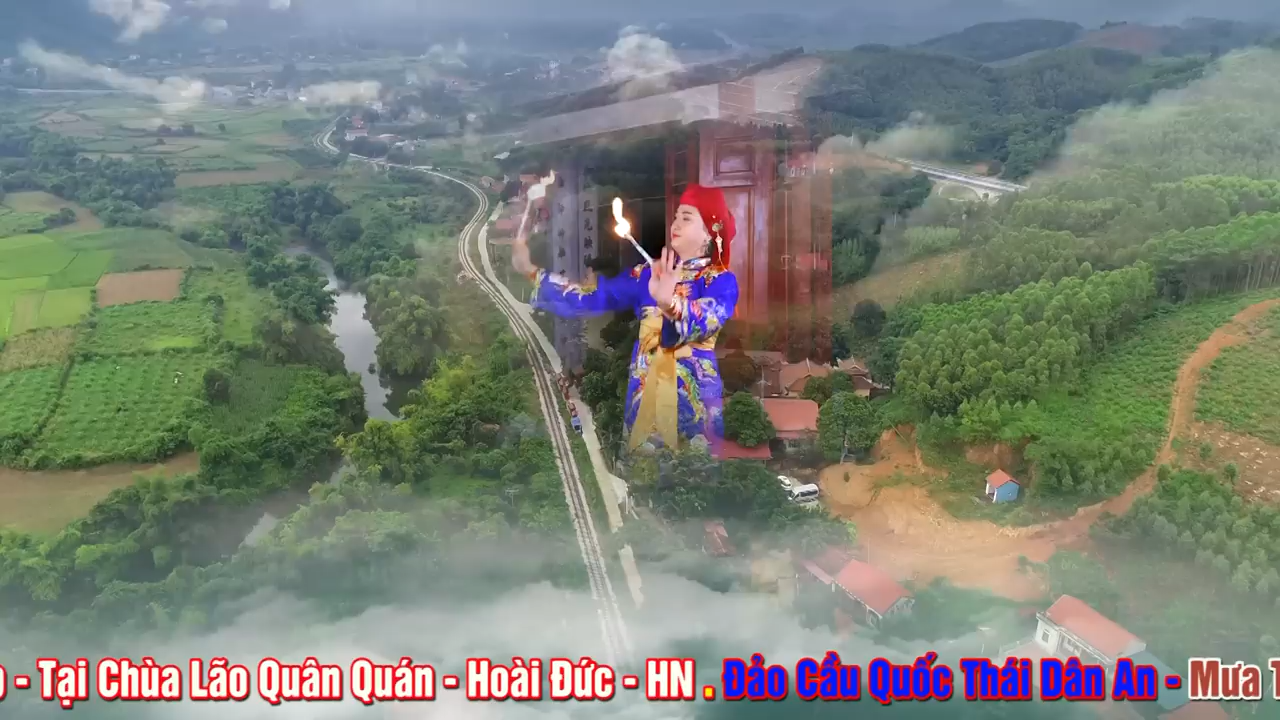 - Tại Chùa Lão Quân Quán - Hoài Đức - HN . Đảo Cầu Quốc Thái Dân An - Mưa